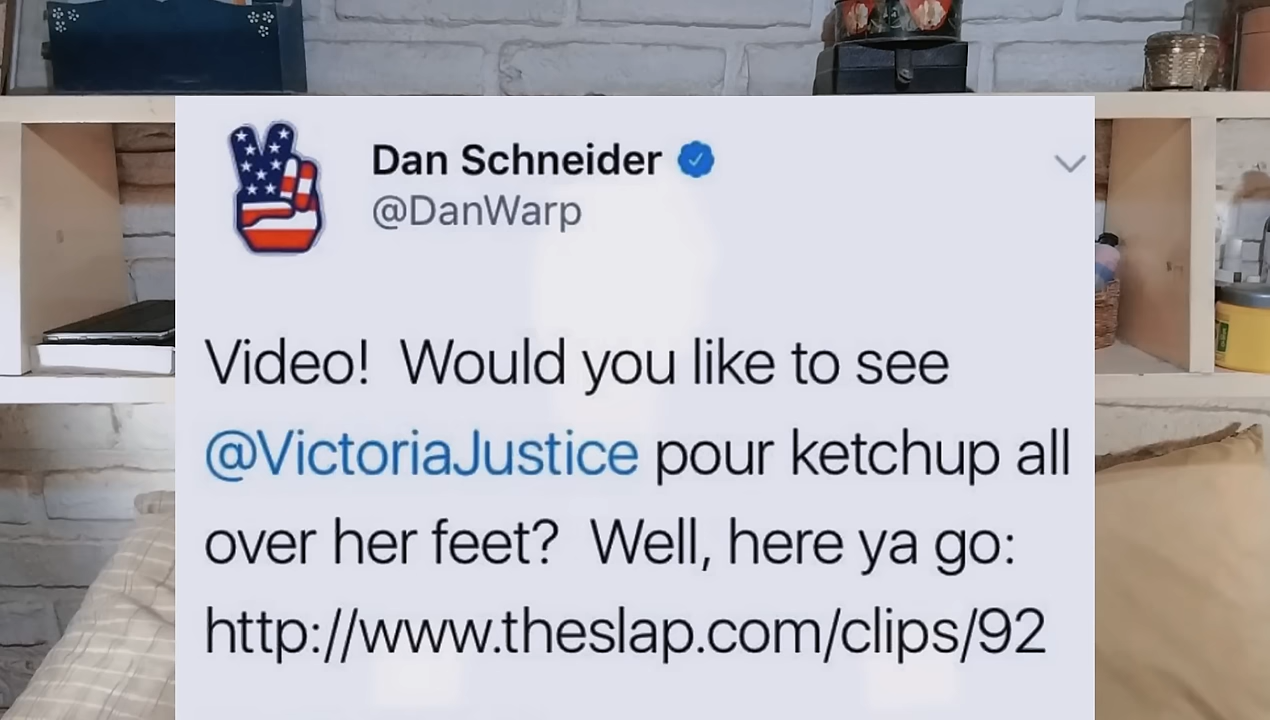 Dan Schneider
@DanWarp
Video! Would you like to see
@VictoriaJustice pour ketchup all
over her feet? Well, here ya go:
http://www.theslap.com/clips/92